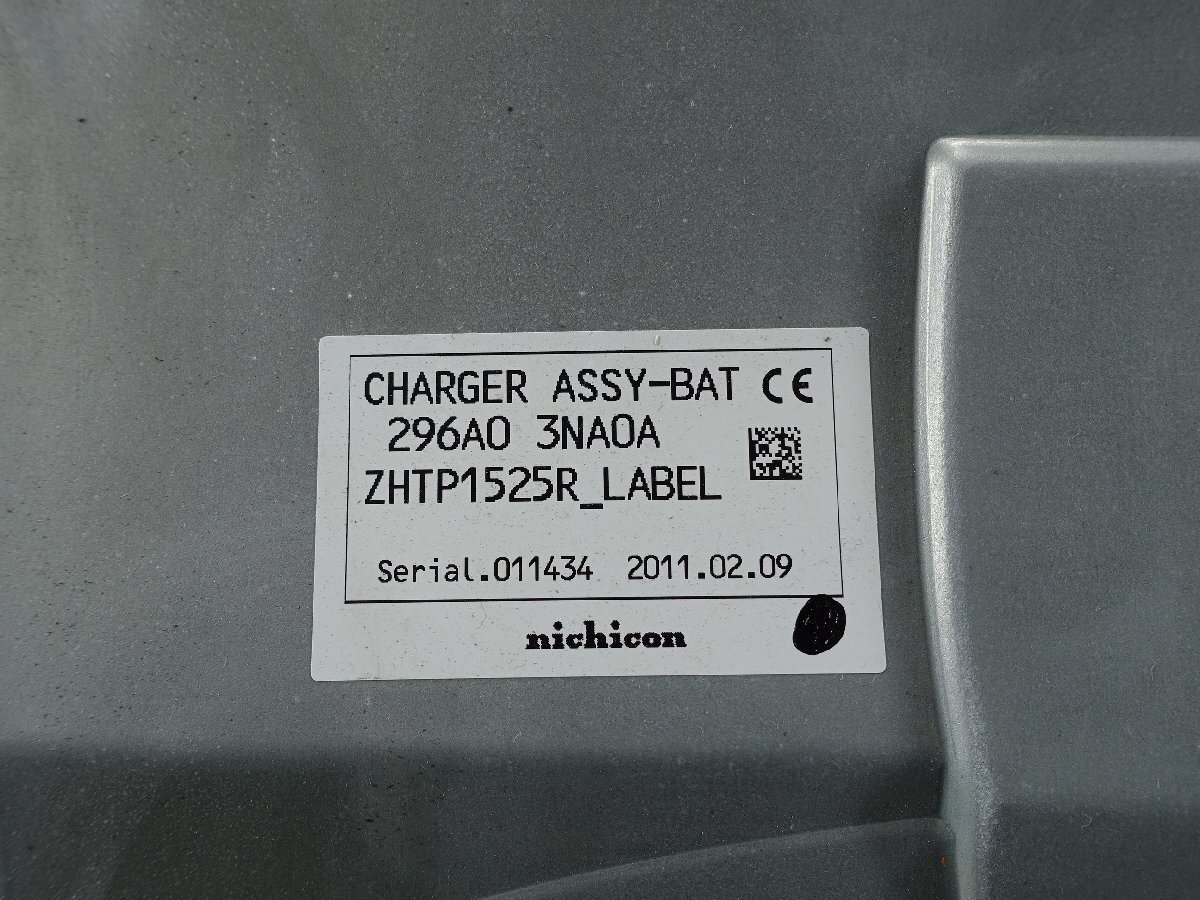 CHARGER ASSY-BAT CE
296A0 3NA0A
ZHTP1525R_LABEL
Serial.011434 2011.02.09
nichicon